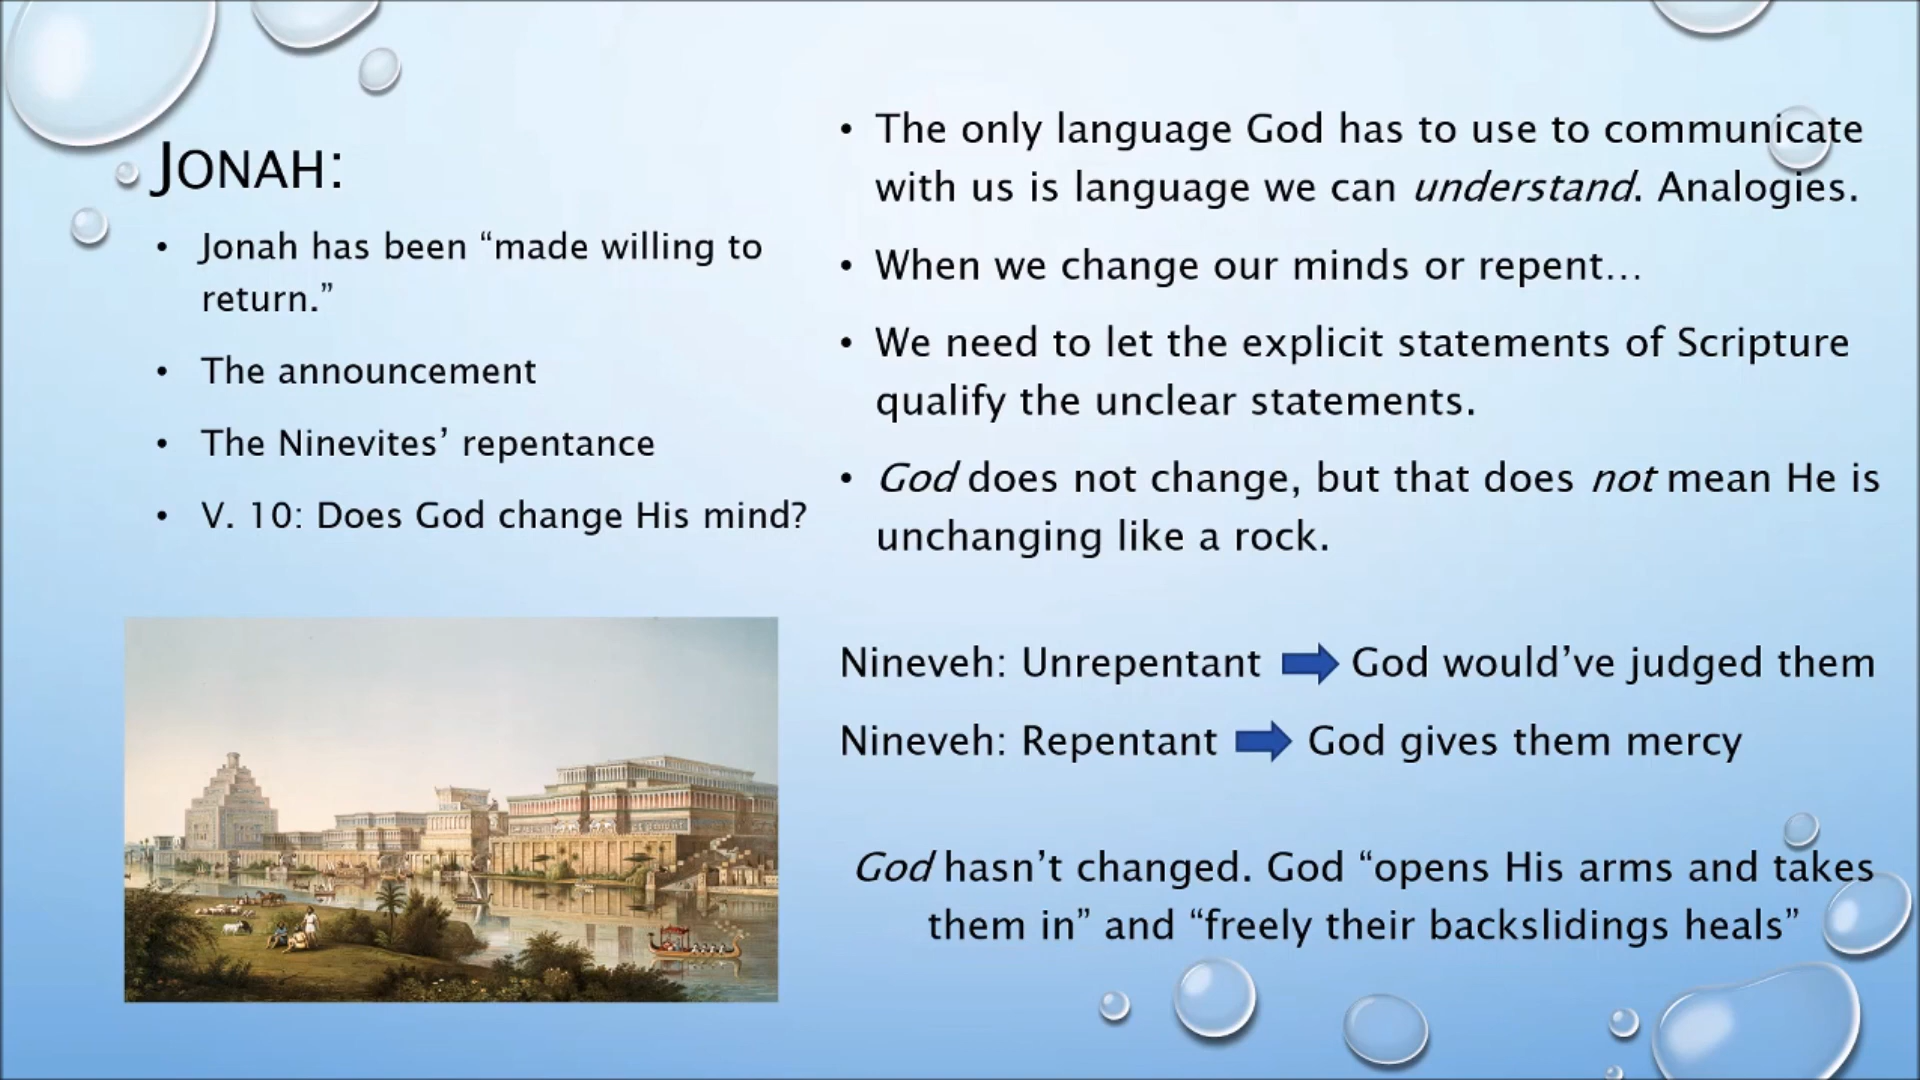 JONAH:
• Jonah has been “made willing to
return.”
• The announcement
• The Ninevites’ repentance
• V. 10: Does God change His mind?
• The only language God has to use to communicate
with us is language we can understand. Analogies.
• When we change our minds or repent…
• We need to let the explicit statements of Scripture
qualify the unclear statements.
• God does not change, but that does not mean He is
unchanging like a rock.
Nineveh: Unrepentant God would’ve judged them
Nineveh: Repentant God gives them mercy
God hasn’t changed. God “opens His arms and takes
them in” and “freely their backslidings heals”